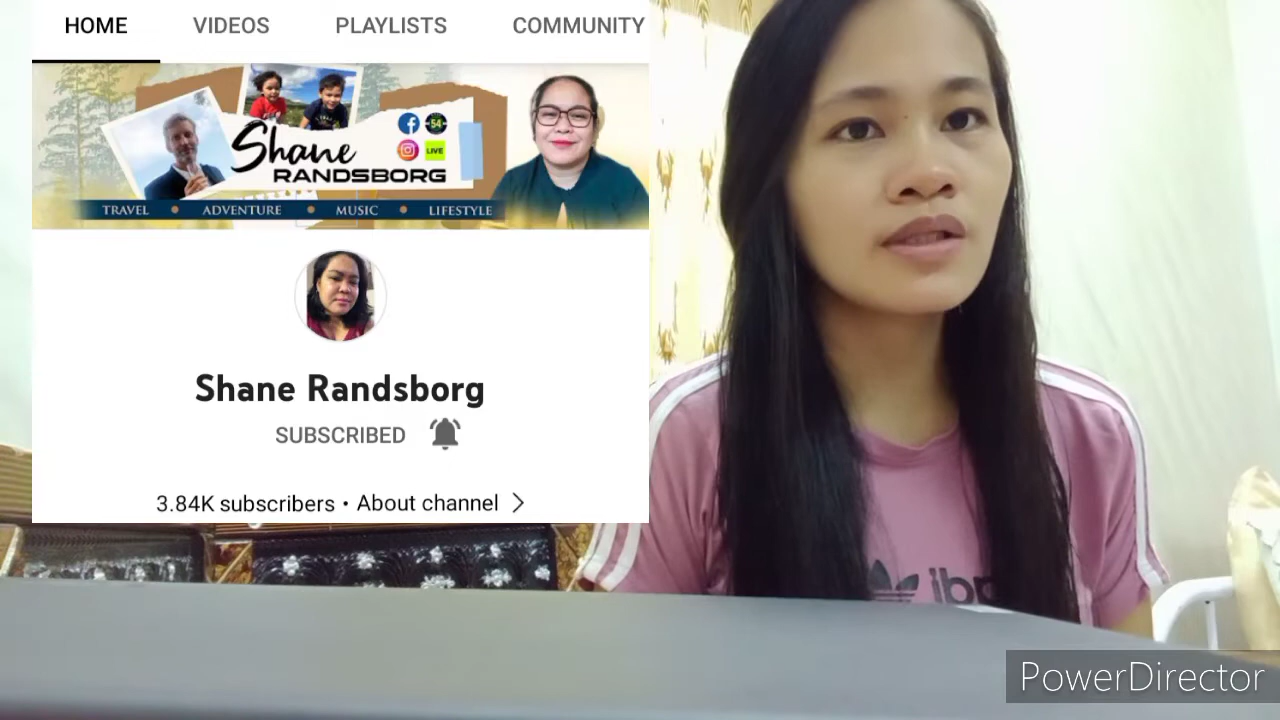 HOME VIDEOS PLAYLISTS COMMUNITY
54
LIVE
Shane
RANDSBORG
TRAVEL • ADVENTURE • MUSIC • LIFESTYLE
Shane Randsborg
SUBSCRIBED
3.84K subscribers • About channel
PowerDirector